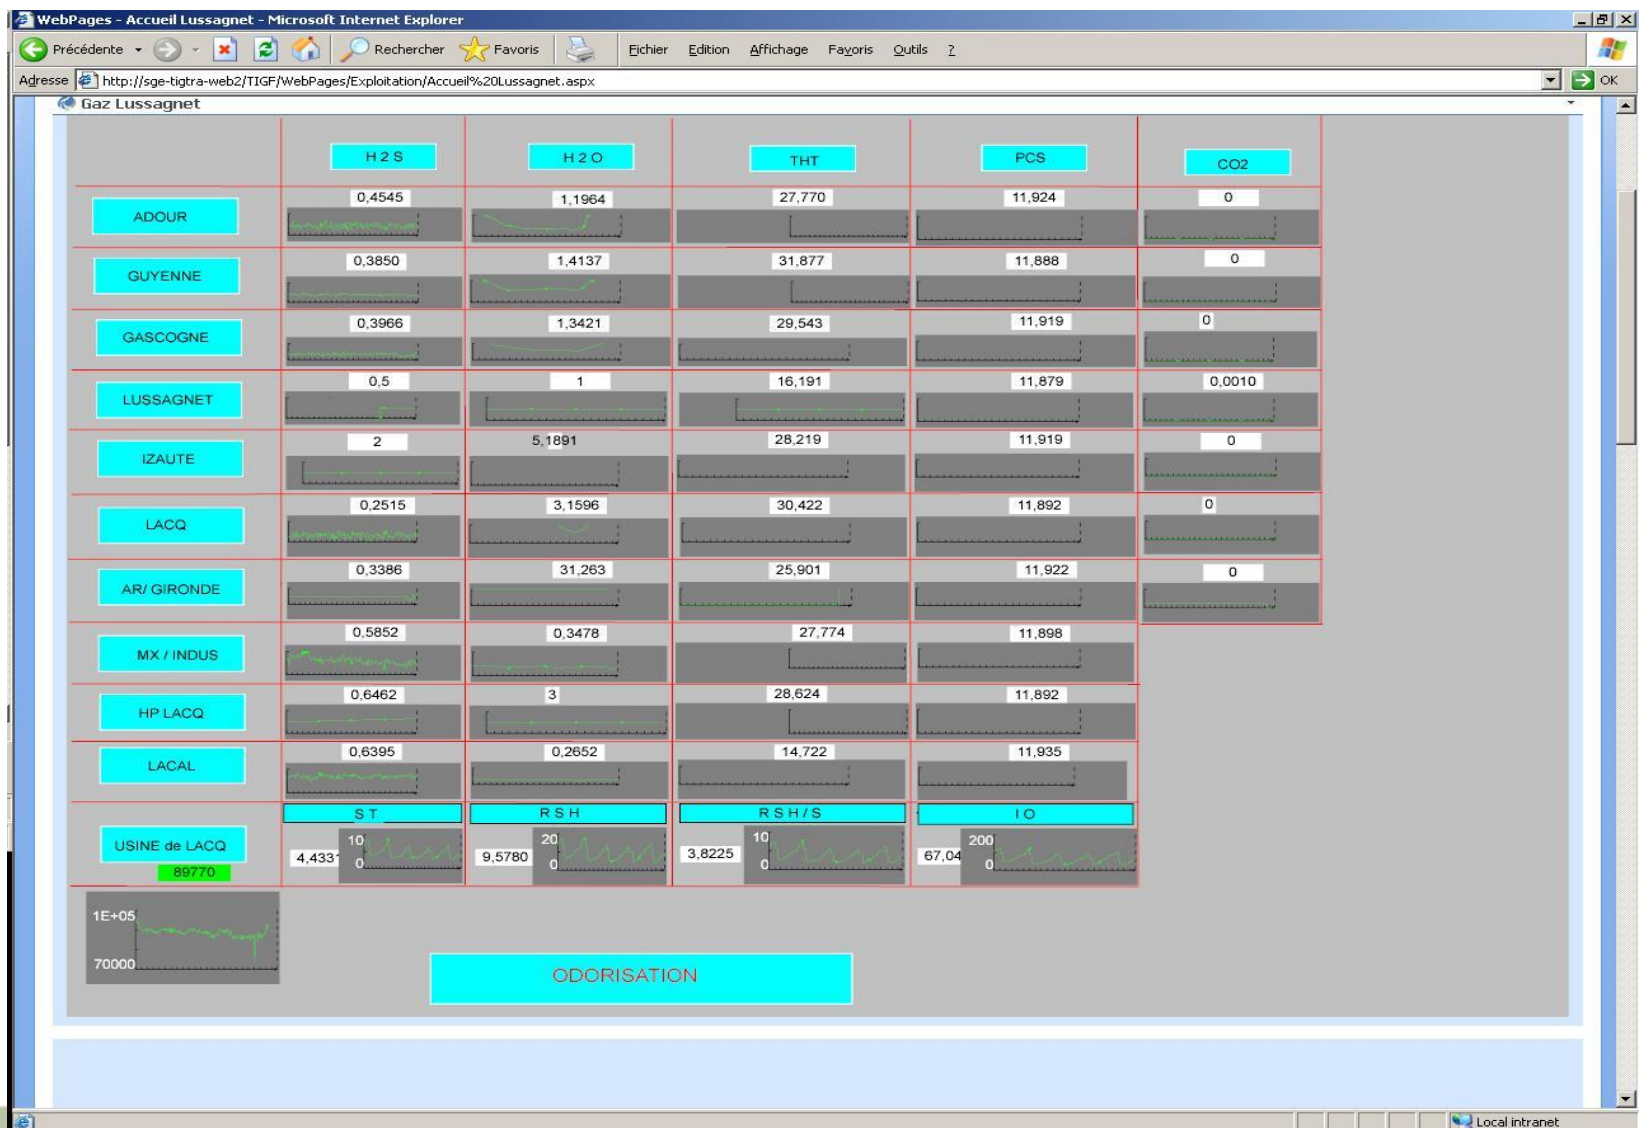 WebPages - Accueil Lussagnet - Microsoft Internet Explorer
Précédente Rechercher Favoris Fichier Edition Affichage Favoris Outils ?
Adresse http://sge-tigtra-web2/TIGF/WebPages/Exploitation/Accueil%20Lussagnet.aspx OK
Gaz Lussagnet
H 2 S H 2 O THT PCS CO2
ADOUR 0,4545 1,1964 27,770 11,924 0
GUYENNE 0,3850 1,4137 31,877 11,888 0
GASCOGNE 0,3966 1,3421 29,543 11,919 0
LUSSAGNET 0,5 1 16,191 11,879 0,0010
IZAUTE 2 5,1891 28,219 11,919 0
LACQ 0,2515 3,1596 30,422 11,892 0
AR/ GIRONDE 0,3386 31,263 25,901 11,922 0
MX / INDUS 0,5852 0,3478 27,774 11,898
HP LACQ 0,6462 3 28,624 11,892
LACAL 0,6395 0,2652 14,722 11,935
S T R S H R S H / S I O
USINE de LACQ 4,4331 10 0 9,5780 20 0 3,8225 10 0 67,04 200 0
89770
1E+05
70000
ODORISATION
Local intranet